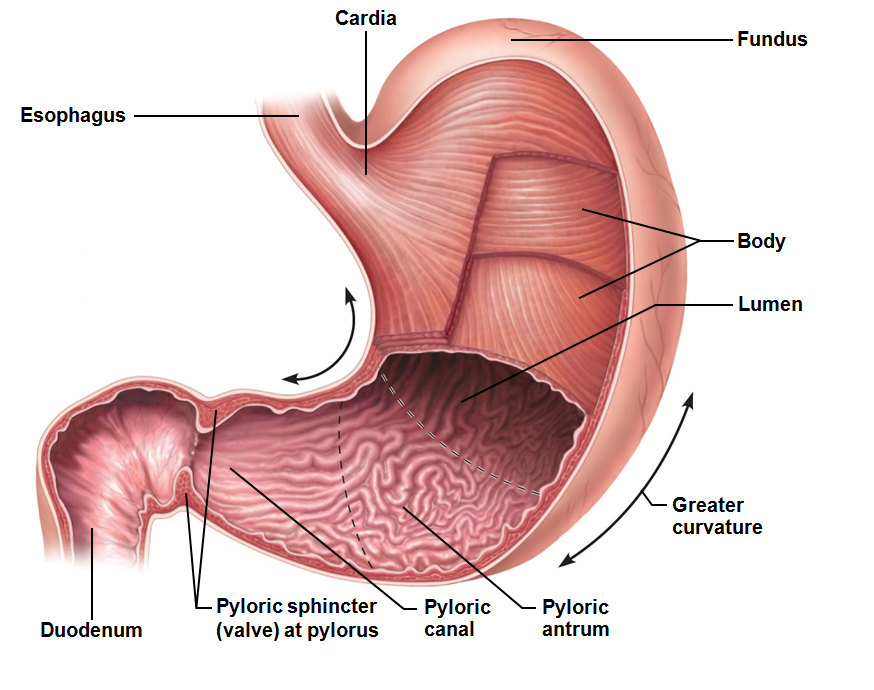 Cardia
Fundus
Esophagus
Body
Lumen
Greater
curvature
Pyloric sphincter
(valve) at pylorus
Pyloric
canal
Pyloric
antrum
Duodenum